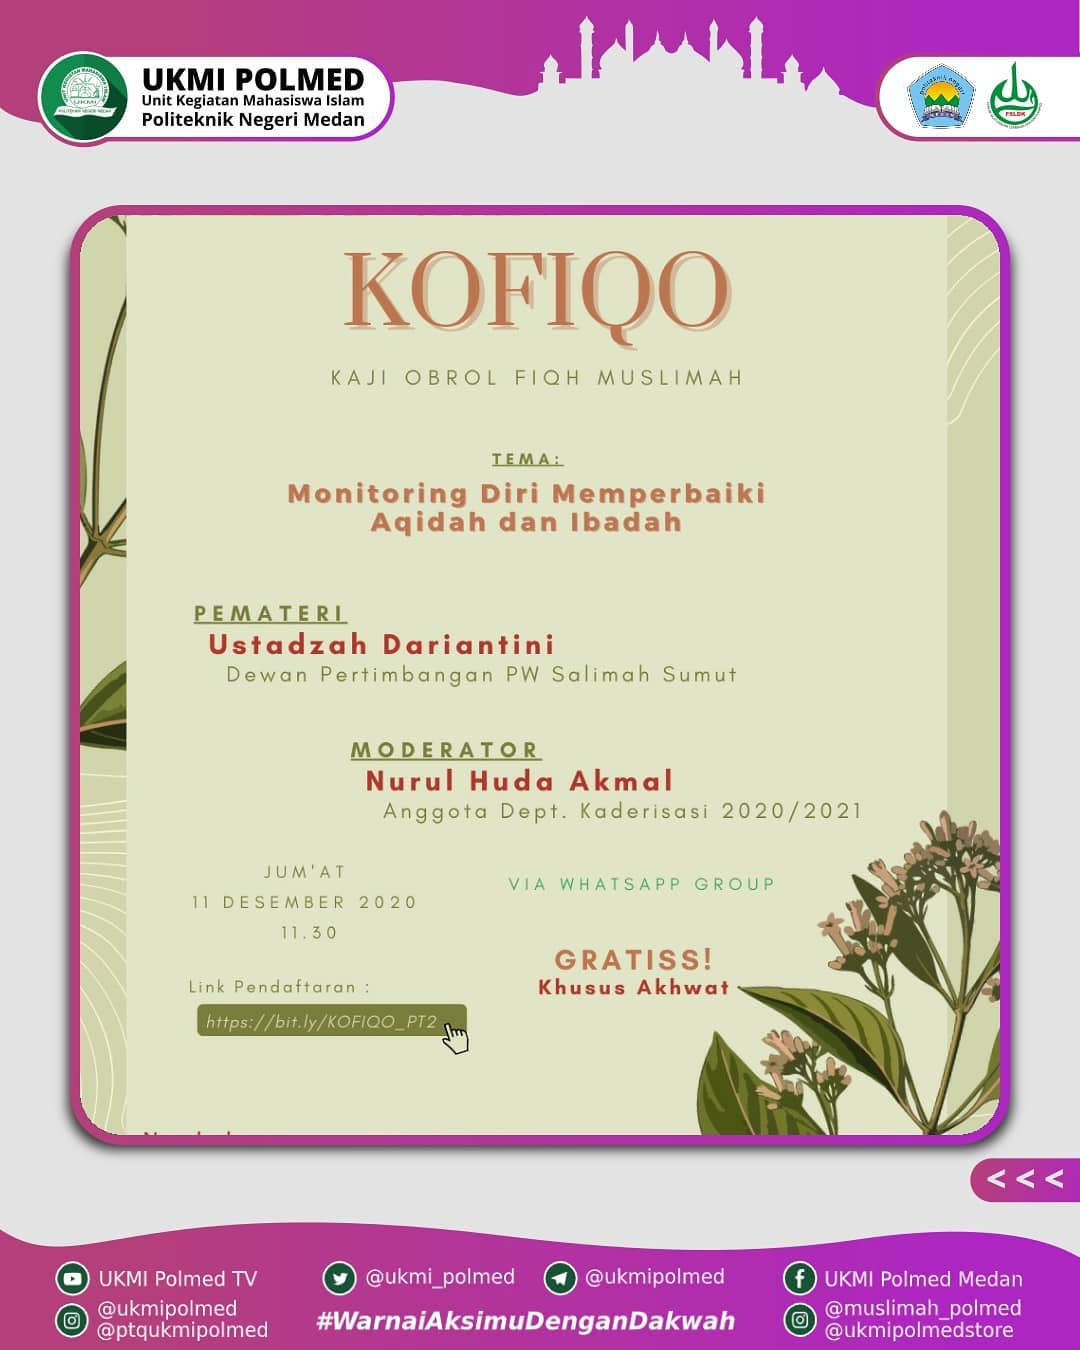 UKMI POLMED
Unit Kegiatan Mahasiswa Islam
Politeknik Negeri Medan
UKMI
FSLDK
KOFIQO
KAJI OBROL FIQH MUSLIMAH
TEMA:
Monitoring Diri Memperbaiki
Aqidah dan Ibadah
PEMATERI
Ustadzah Dariantini
Dewan Pertimbangan PW Salimah Sumut
MODERATOR
Nurul Huda Akmal
Anggota Dept. Kaderisasi 2020/2021
JUM'AT
11 DESEMBER 2020
11.30
VIA WHATSAPP GROUP
GRATISS!
Khusus Akhwat
Link Pendaftaran :
https://bit.ly/KOFIQO_PT2
< < <
UKMI Polmed TV
@ukmipolmed
@ptqukmipolmed
@ukmi_polmed
@ukmipolmed
#WarnaiAksimuDenganDakwah
UKMI Polmed Medan
@muslimah_polmed
@ukmipolmedstore